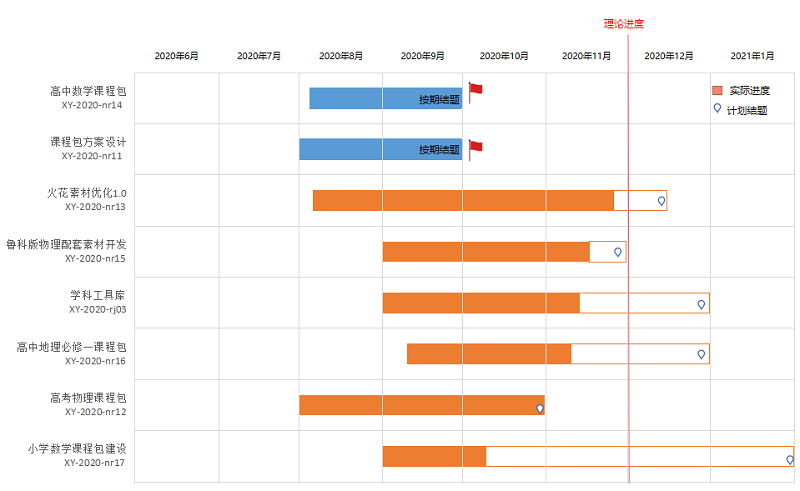 理论进度
2020年6月 2020年7月 2020年8月 2020年9月 2020年10月 2020年11月 2020年12月 2021年1月
实际进度
计划结题
高中数学课程包
XY-2020-nr14
按期结题
课程包方案设计
XY-2020-nr11
按期结题
火花素材优化1.0
XY-2020-nr13
鲁科版物理配套素材开发
XY-2020-nr15
学科工具库
XY-2020-rj03
高中地理必修一课程包
XY-2020-nr16
高考物理课程包
XY-2020-nr12
小学数学课程包建设
XY-2020-nr17